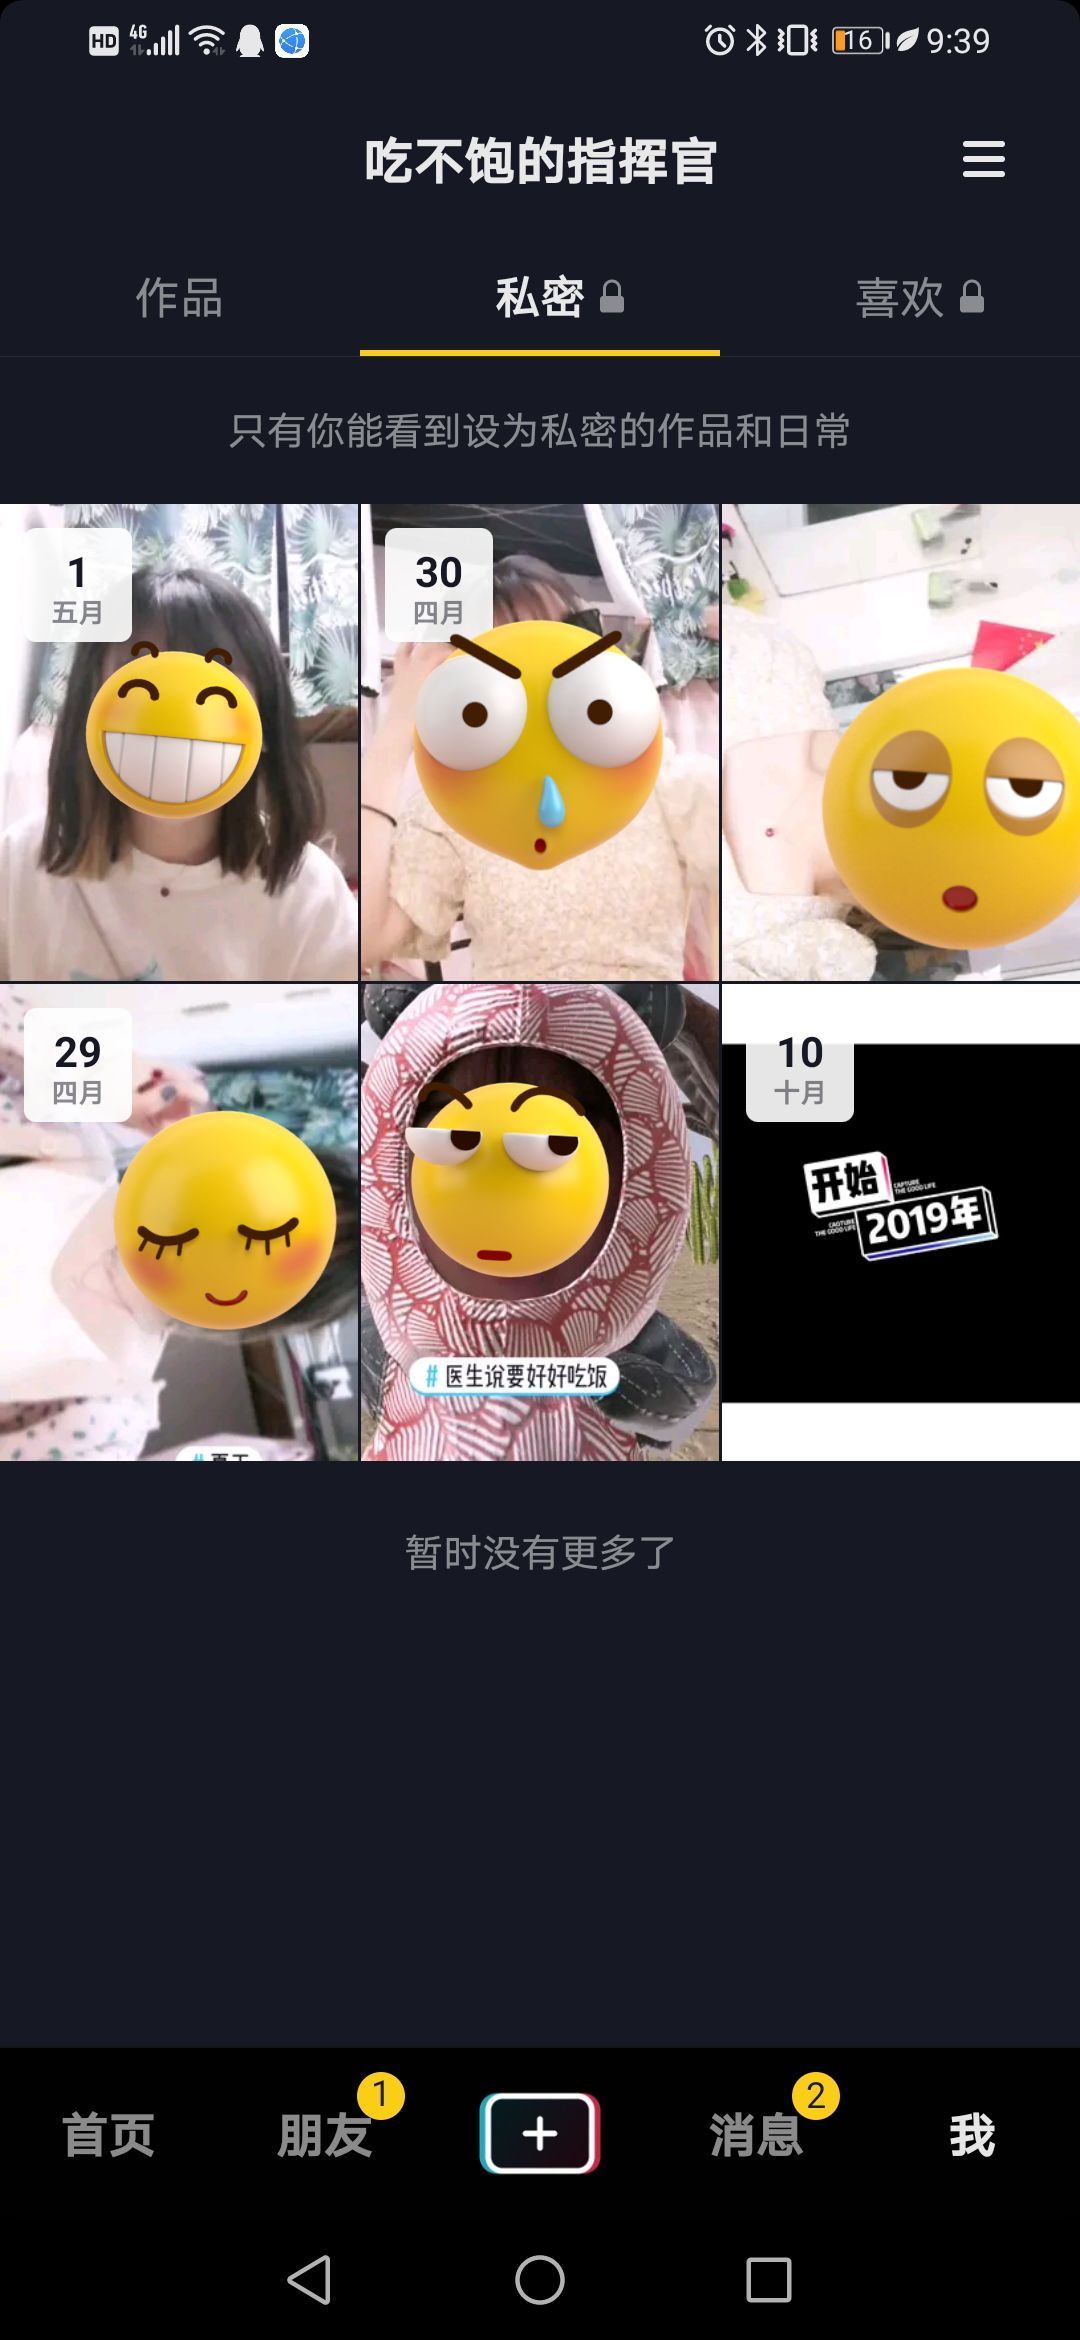 HD 4G 16 9:39
吃不饱的指挥官
作品 私密 喜欢
只有你能看到设为私密的作品和日常
1
五月
30
四月
29
四月
10
十月
开始
CAPTURE
THE GOOD LIFE
2019年
CAPTURE
THE GOOD LIFE
# 医生说要好好吃饭
暂时没有更多了
首页 朋友 1 消息 2 我